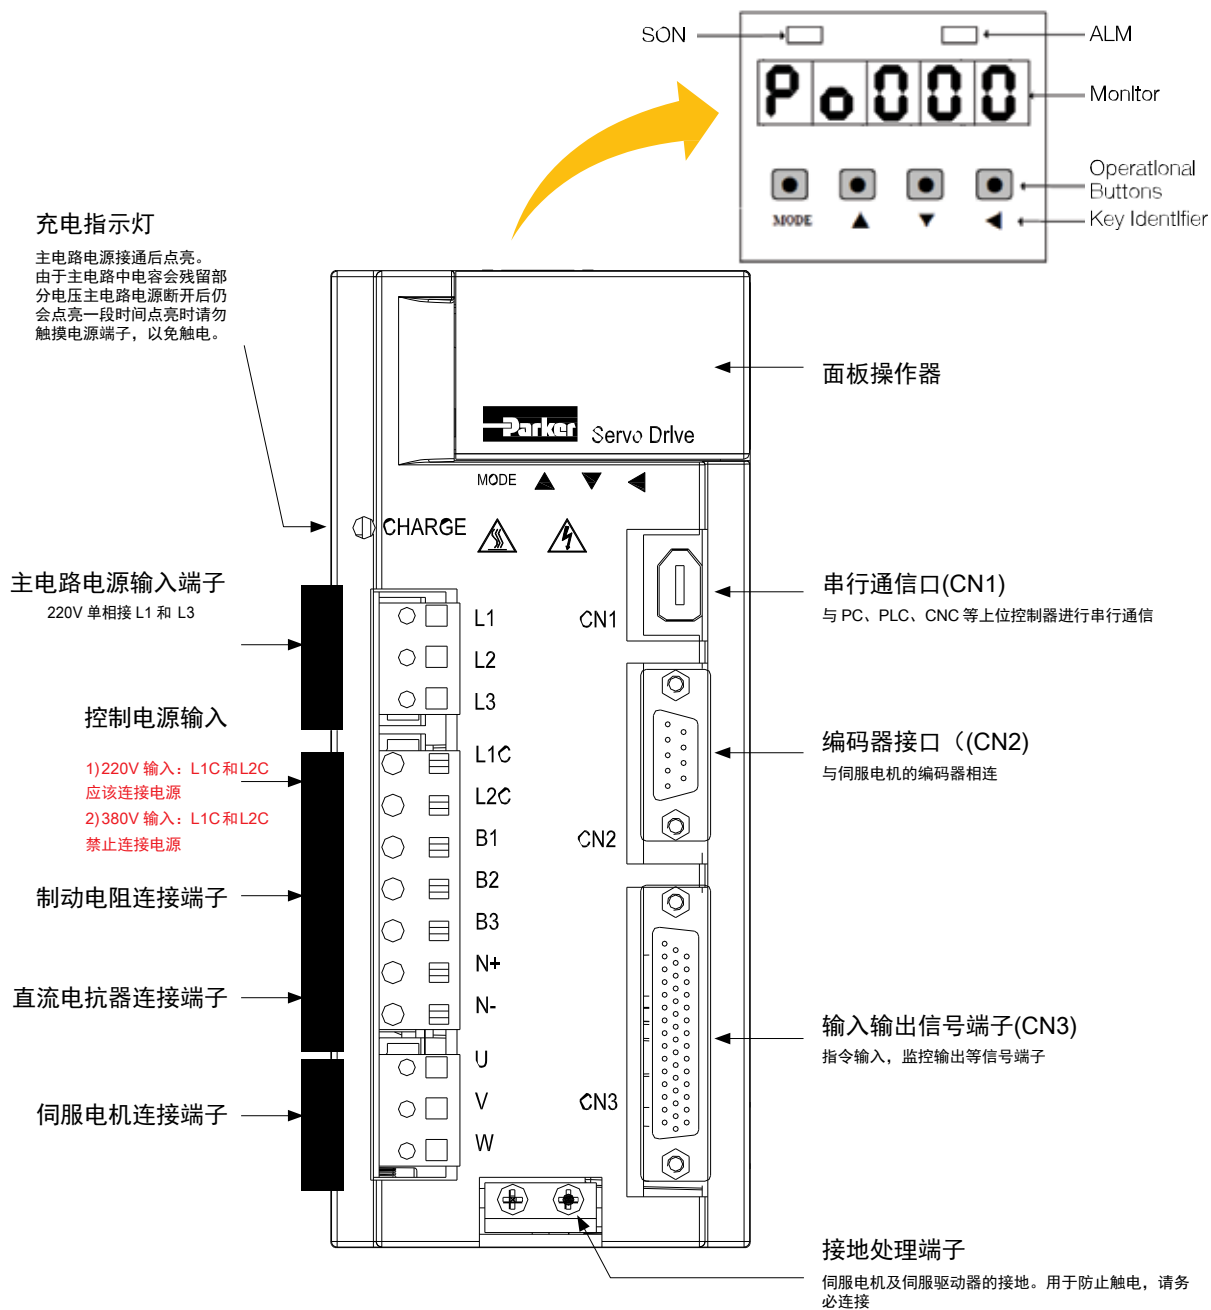 SON
ALM
Po000
Monitor
Operational
Buttons
MODE
Key Identifier
充电指示灯
主电路电源接通后点亮。
由于主电路中电容会残留部
分电压主电路电源断开后仍
会点亮一段时间点亮时请勿
触摸电源端子，以免触电。
面板操作器
Parker Servo Drive
MODE
CHARGE
主电路电源输入端子
220V 单相接 L1 和 L3
L1
L2
L3
控制电源输入
1)220V 输入：L1C和L2C
应该连接电源
2)380V 输入：L1C和L2C
禁止连接电源
L1C
L2C
B1
B2
B3
N+
N-
制动电阻连接端子
直流电抗器连接端子
伺服电机连接端子
U
V
W
CN1
串行通信口(CN1)
与 PC、PLC、CNC 等上位控制器进行串行通信
CN2
编码器接口（(CN2)
与伺服电机的编码器相连
CN3
输入输出信号端子(CN3)
指令输入，监控输出等信号端子
接地处理端子
伺服电机及伺服驱动器的接地。用于防止触电，请务
必连接